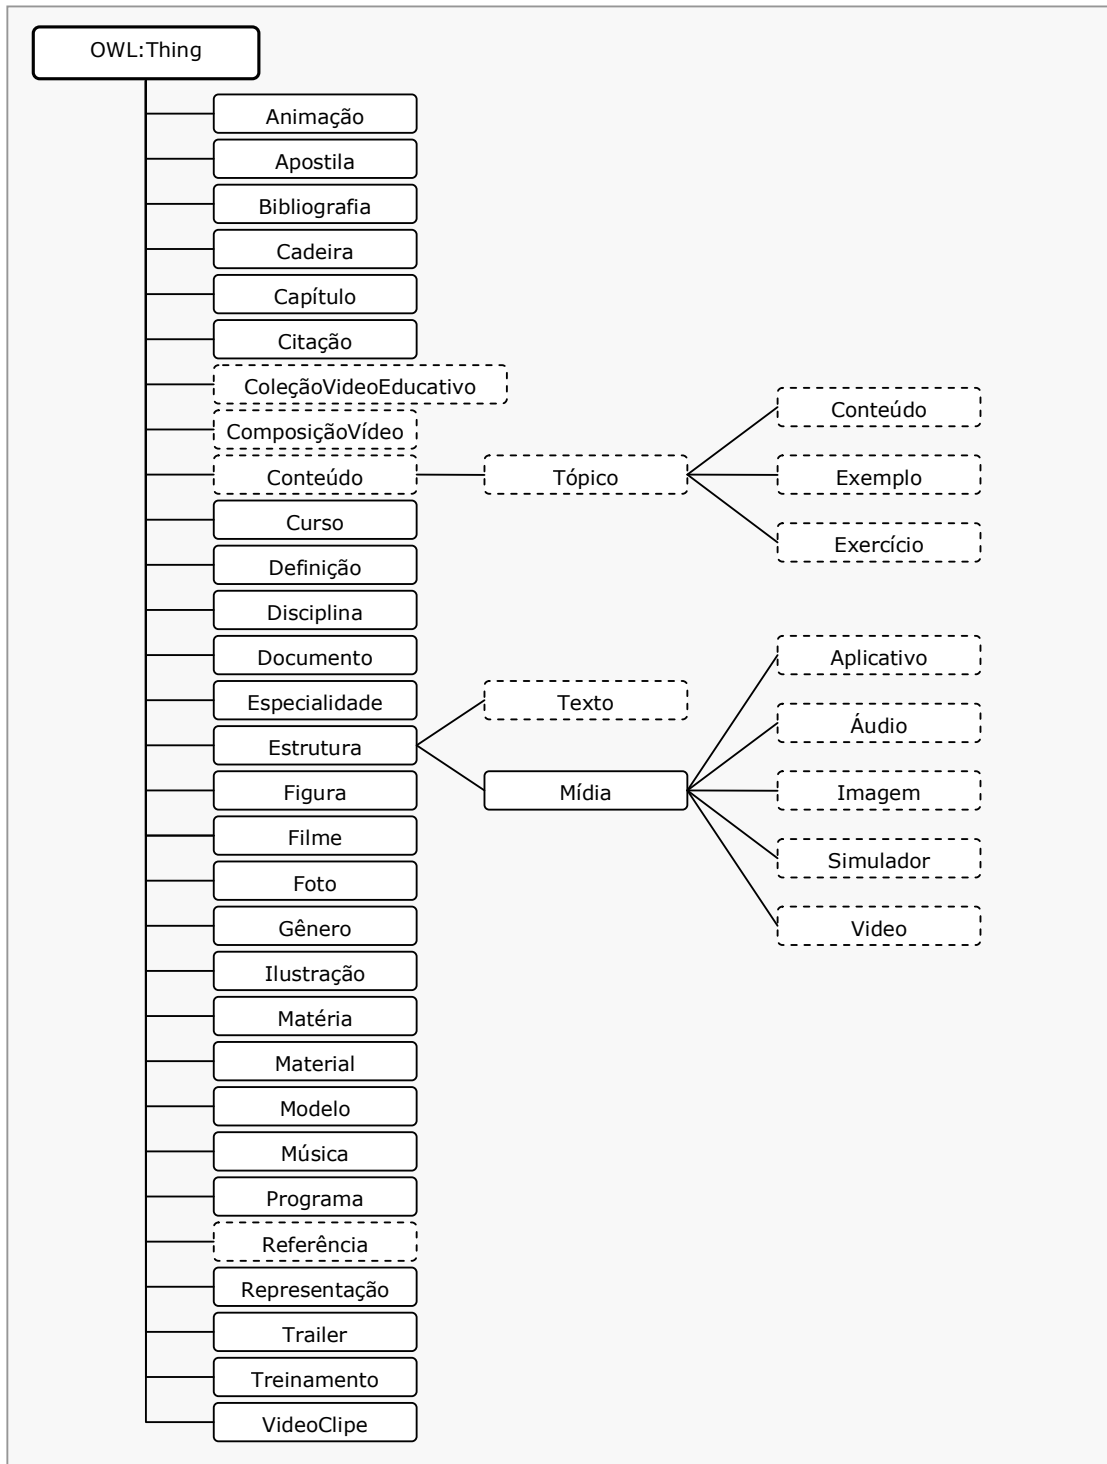 OWL:Thing
Animação
Apostila
Bibliografia
Cadeira
Capítulo
Citação
ColeçãoVideoEducativo
ComposiçãoVídeo
Conteúdo
Tópico
Conteúdo
Exemplo
Exercício
Curso
Definição
Disciplina
Documento
Especialidade
Estrutura
Texto
Mídia
Aplicativo
Áudio
Imagem
Simulador
Video
Figura
Filme
Foto
Gênero
Ilustração
Matéria
Material
Modelo
Música
Programa
Referência
Representação
Trailer
Treinamento
VideoClipe